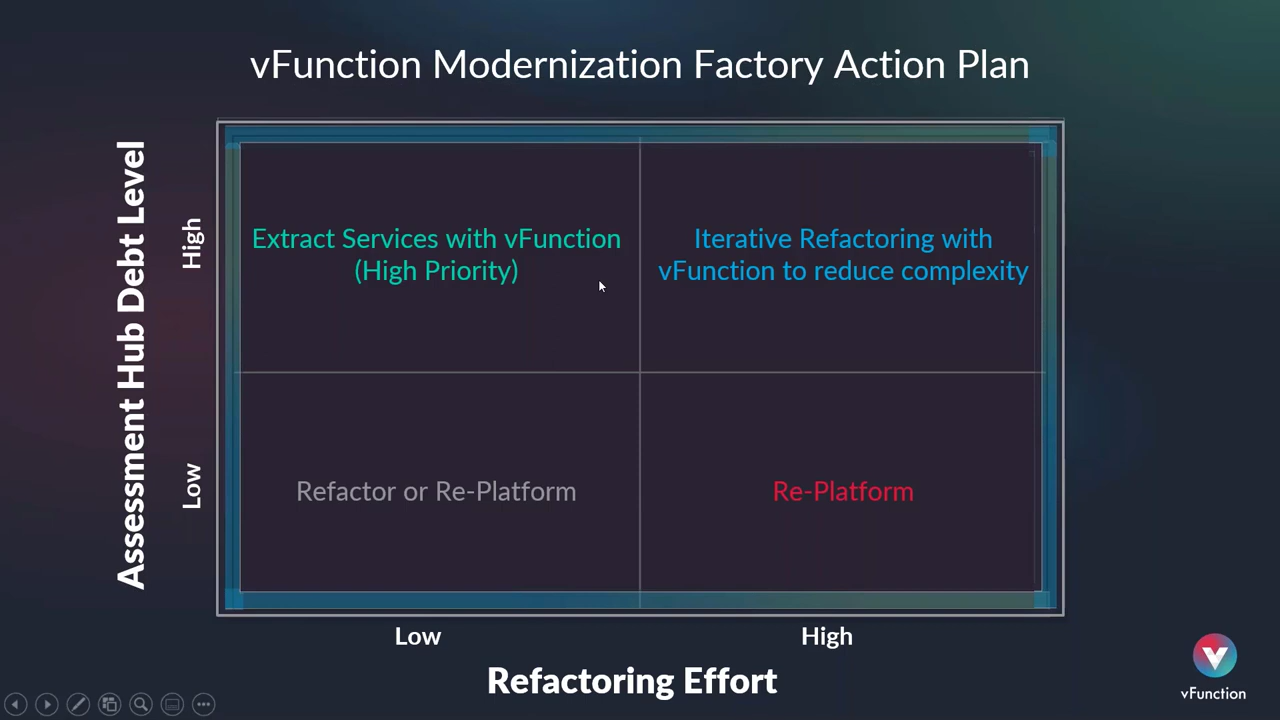 vFunction Modernization Factory Action Plan
Assessment Hub Debt Level
High
Low
Extract Services with vFunction
(High Priority)
Iterative Refactoring with
vFunction to reduce complexity
Refactor or Re-Platform
Re-Platform
Low
High
Refactoring Effort
vFunction